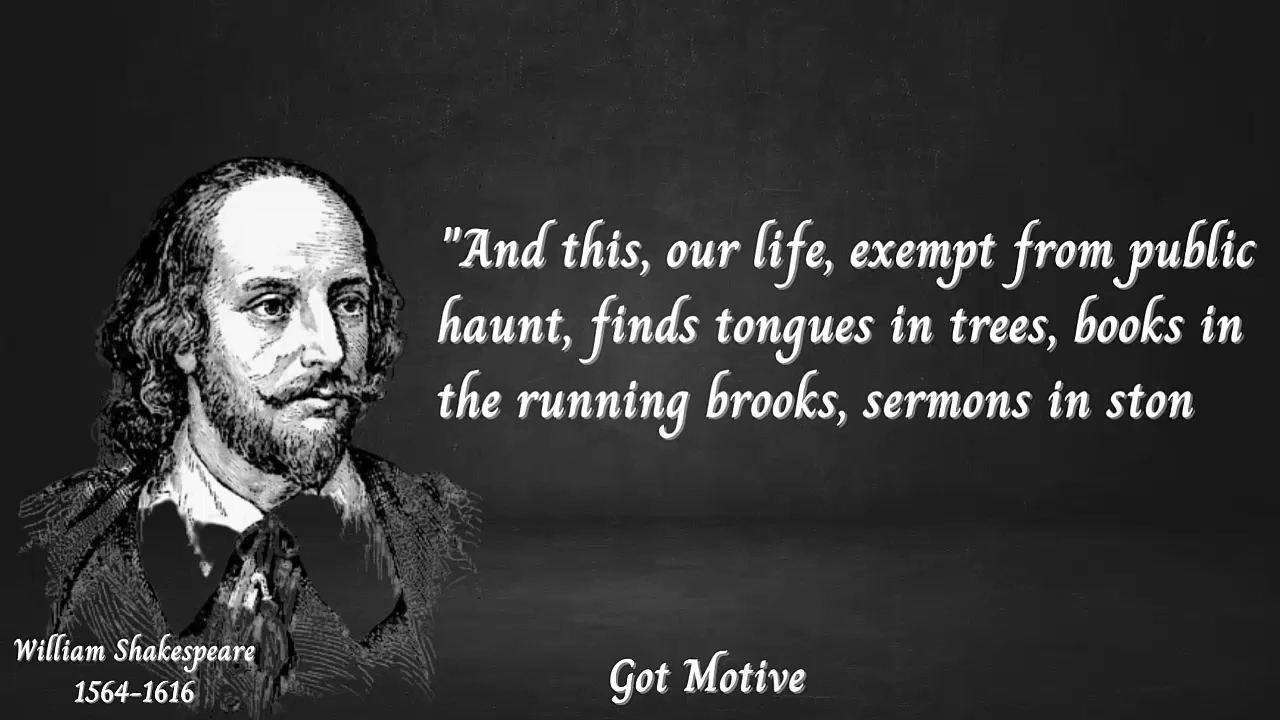 "And this, our life, exempt from public
haunt, finds tongues in trees, books in
the running brooks, sermons in ston
William Shakespeare
1564-1616
Got Motive